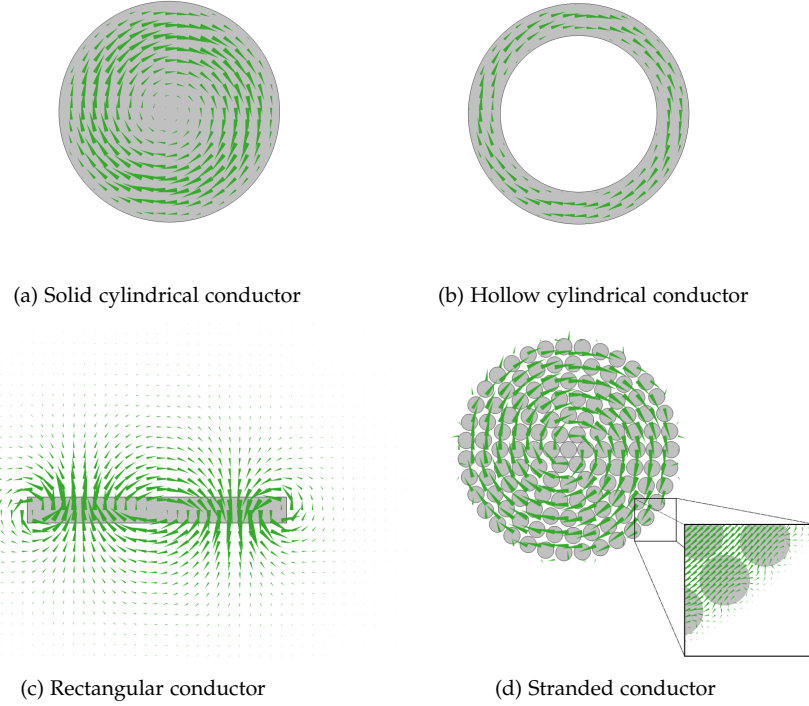 (a) Solid cylindrical conductor
(b) Hollow cylindrical conductor
(c) Rectangular conductor
(d) Stranded conductor